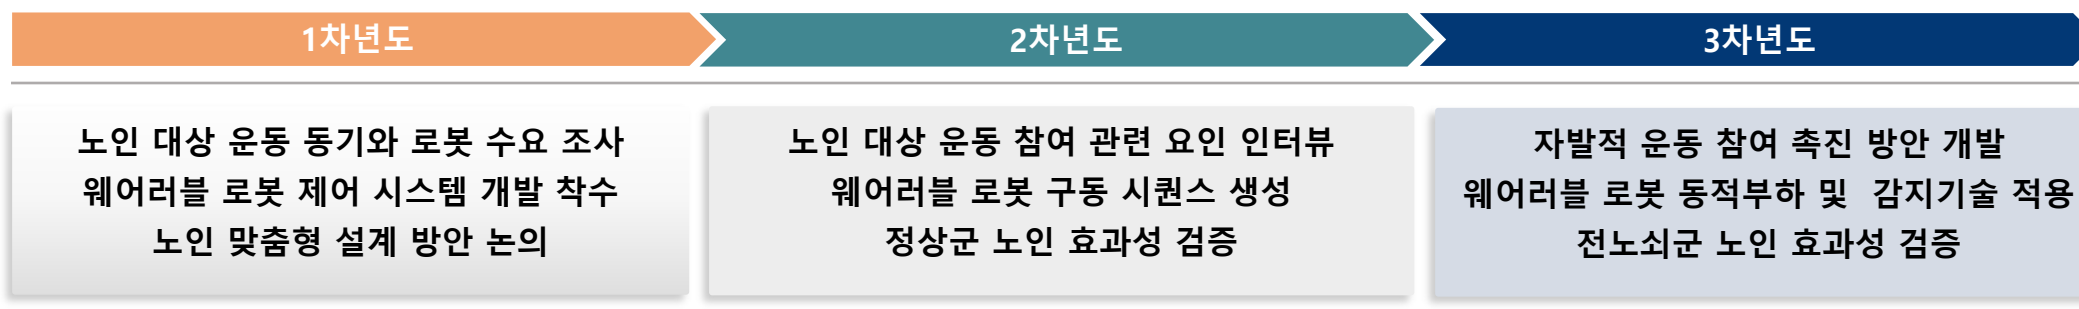 1차년도
2차년도
3차년도
노인 대상 운동 동기와 로봇 수요 조사
웨어러블 로봇 제어 시스템 개발 착수
노인 맞춤형 설계 방안 논의
노인 대상 운동 참여 관련 요인 인터뷰
웨어러블 로봇 구동 시퀀스 생성
정상군 노인 효과성 검증
자발적 운동 참여 촉진 방안 개발
웨어러블 로봇 동적부하 및 감지기술 적용
전노쇠군 노인 효과성 검증